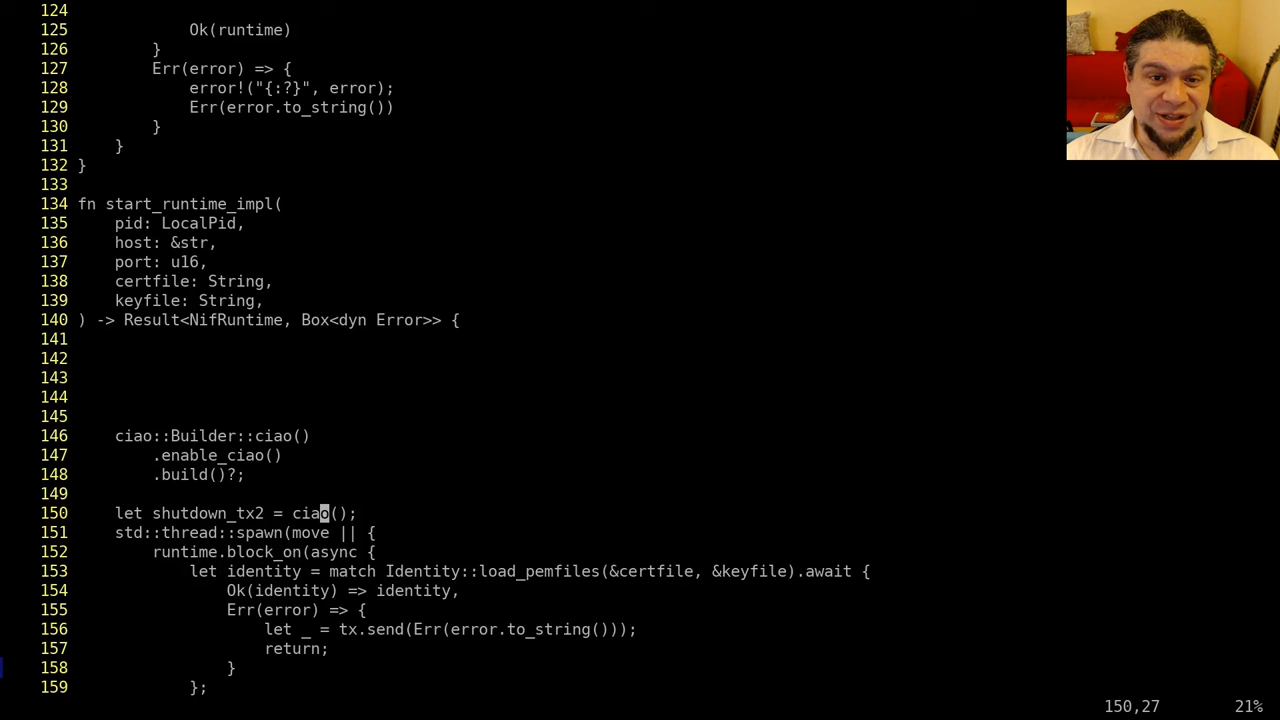 124
125             Ok(runtime)
126         }
127         Err(error) => {
128             error!("{:?}", error);
129             Err(error.to_string())
130         }
131     }
132 }
133
134 fn start_runtime_impl(
135     pid: LocalPid,
136     host: &str,
137     port: u16,
138     certfile: String,
139     keyfile: String,
140 ) -> Result<NifRuntime, Box<dyn Error>> {
141
142
143
144
145
146     ciao::Builder::ciao()
147         .enable_ciao()
148         .build()?;
149
150     let shutdown_tx2 = ciao();
151     std::thread::spawn(move || {
152         runtime.block_on(async {
153             let identity = match Identity::load_pemfiles(&certfile, &keyfile).await {
154                 Ok(identity) => identity,
155                 Err(error) => {
156                     let _ = tx.send(Err(error.to_string()));
157                     return;
158                 }
159             };
150,27 21%